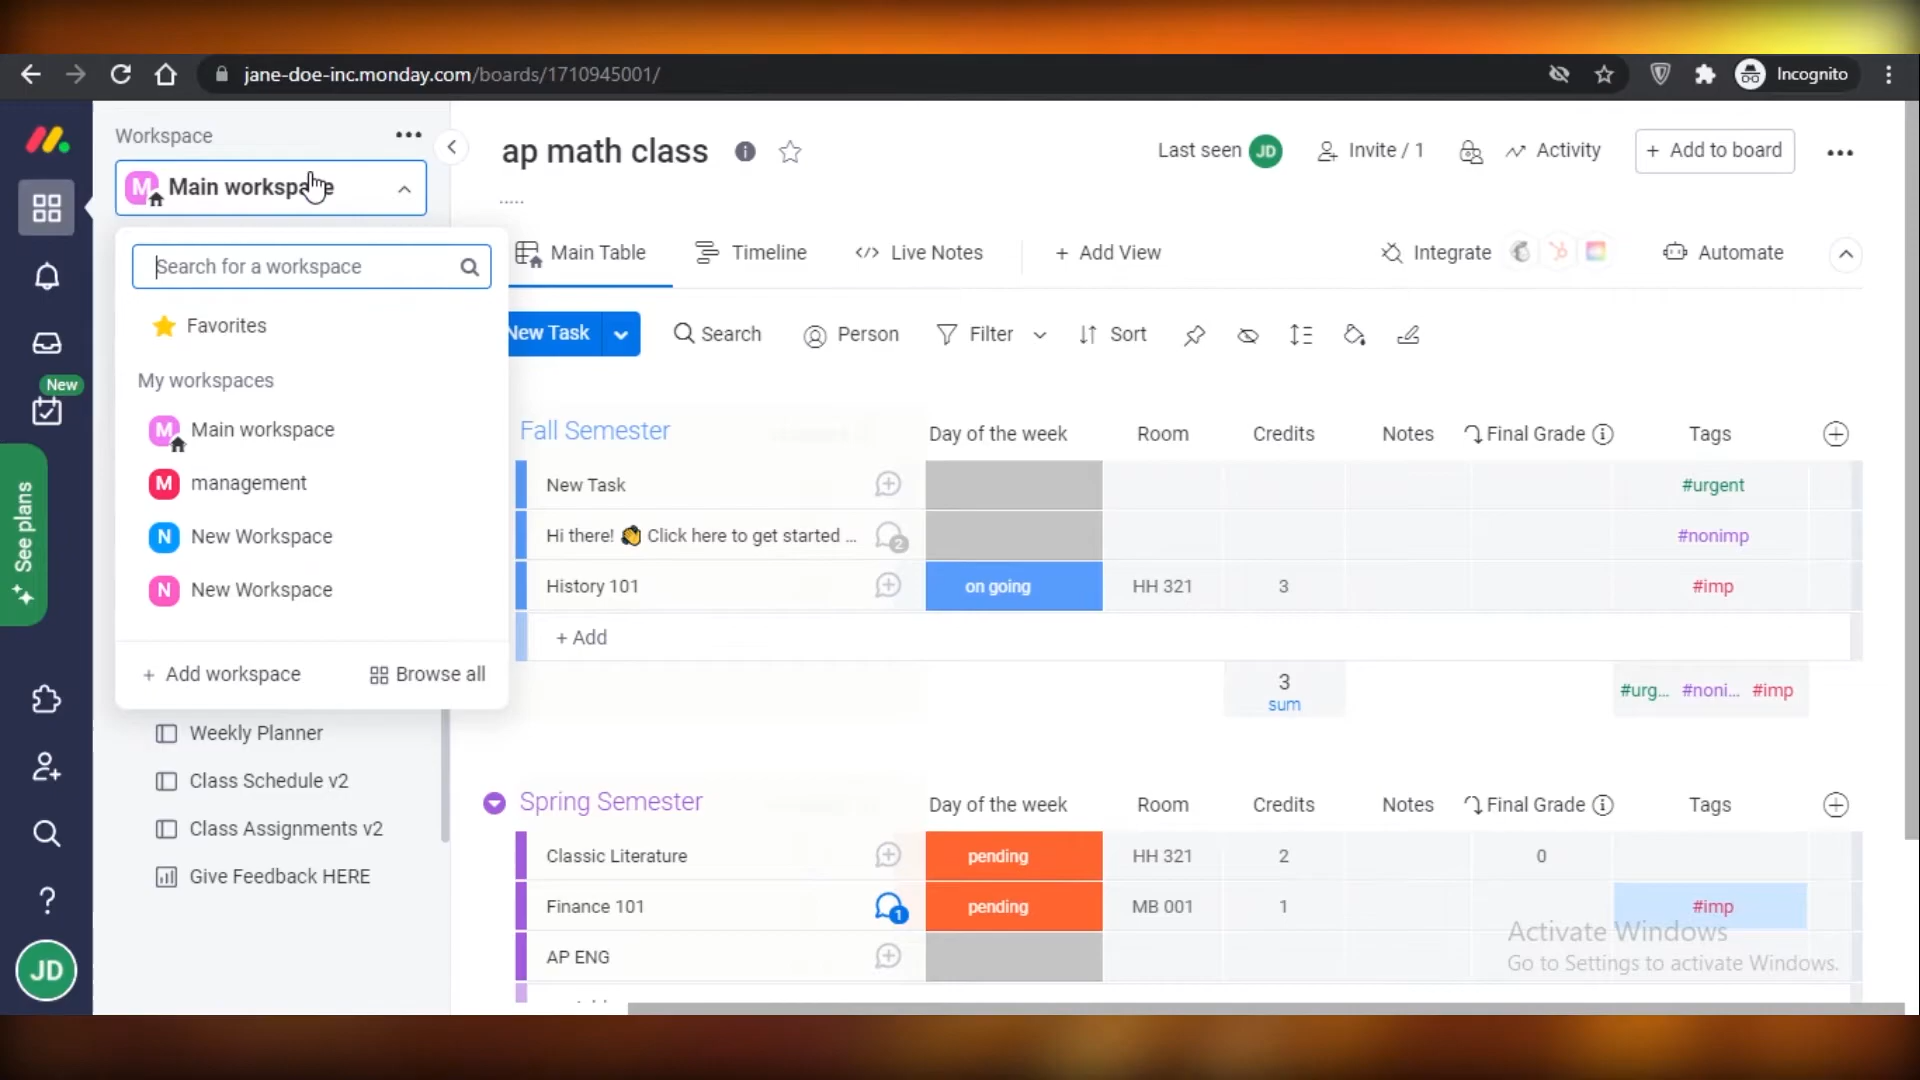 jane-doe-inc.monday.com/boards/1710945001/
Incognito
Workspace
M Main workspace
Search for a workspace
Favorites
My workspaces
M Main workspace
M management
N New Workspace
N New Workspace
+ Add workspace
Browse all
Weekly Planner
Class Schedule v2
Class Assignments v2
Give Feedback HERE
New
See plans
?
JD
ap math class
.....
Last seen JD
Invite / 1
Activity
+ Add to board
Main Table
Timeline
Live Notes
+ Add View
Integrate
Automate
New Task
Search
Person
Filter
Sort
Fall Semester
Day of the week
Room
Credits
Notes
Final Grade
Tags
New Task
#urgent
Hi there! 👋 Click here to get started ...
2
#nonimp
History 101
on going
HH 321
3
#imp
+ Add
3
sum
#urg... #noni... #imp
Spring Semester
Day of the week
Room
Credits
Notes
Final Grade
Tags
Classic Literature
pending
HH 321
2
0
Finance 101
1
pending
MB 001
1
#imp
AP ENG
Activate Windows
Go to Settings to activate Windows.